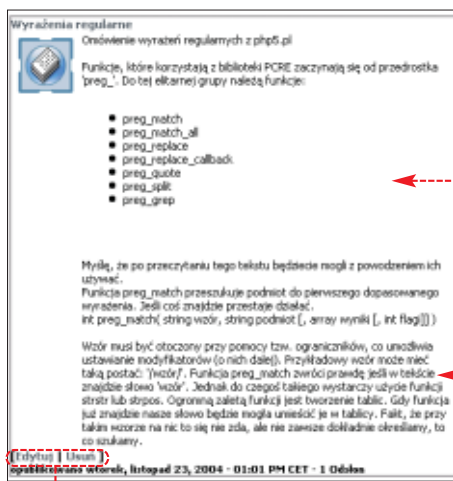 Wyrażenia regularne
Omówienie wyrażeń regularnych z php5.pl
Funkcje, które korzystają z biblioteki PCRE zaczynają się od przedrostka
'preg_'. Do tej elitarnej grupy należą funkcje:
preg_match
preg_match_all
preg_replace
preg_replace_callback
preg_quote
preg_split
preg_grep
Myślę, że po przeczytaniu tego tekstu będziecie mogli z powodzeniem ich
używać.
Funkcja preg_match przeszukuje podmiot do pierwszego dopasowanego
wyrażenia. Jeśli coś znajdzie przestaje działać.
int preg_match( string wzór, string podmiot [, array wyniki [, int flagi]] )
Wzór musi być otoczony przy pomocy tzw. ograniczników, co umożliwia
ustawianie modyfikatorów (o nich dalej). Przykładowy wzór może mieć
taką postać: '/wzór/'. Funkcja preg_match zwróci prawdę jeśli w tekście
znajdzie słowo 'wzór'. Jednak do czegoś takiego wystarczy użycie funkcji
strstr lub strpos. Ogromną zaletą funkcji jest tworzenie tablic. Gdy funkcja
już znajdzie nasze słowo będzie mogła umieścić je w tablicy. Fakt, że przy
takim wzorze na nic to się nie zda, ale nie zawsze dokładnie określamy, to
co szukamy.
[Edytuj | Usuń ]
opublikowano wtorek, listopad 23, 2004 - 01:01 PM CET - 1 Odsłon